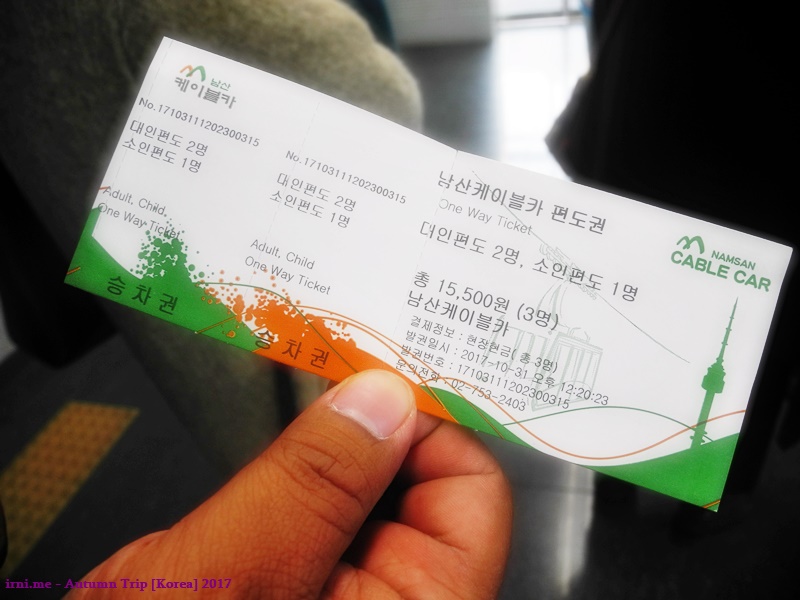 남산
케이블카
No.17103111202300315
대인편도 2명
소인편도 1명
Adult, Child,
One Way Ticket
승차권
No.17103111202300315
대인편도 2명
소인편도 1명
Adult, Child
One Way Ticket
승차권
남산케이블카 편도권
One Way Ticket
대인편도 2명, 소인편도 1명
총 15,500원 (3명)
남산케이블카
결제정보 : 현장현금( 총 3명)
발권일시 : 2017-10-31 오후 12:20:23
발권번호 : 17103111202300315
문의전화 : 02-753-2403
NAMSAN
CABLE CAR
irni.me - Autumn Trip [Korea] 2017